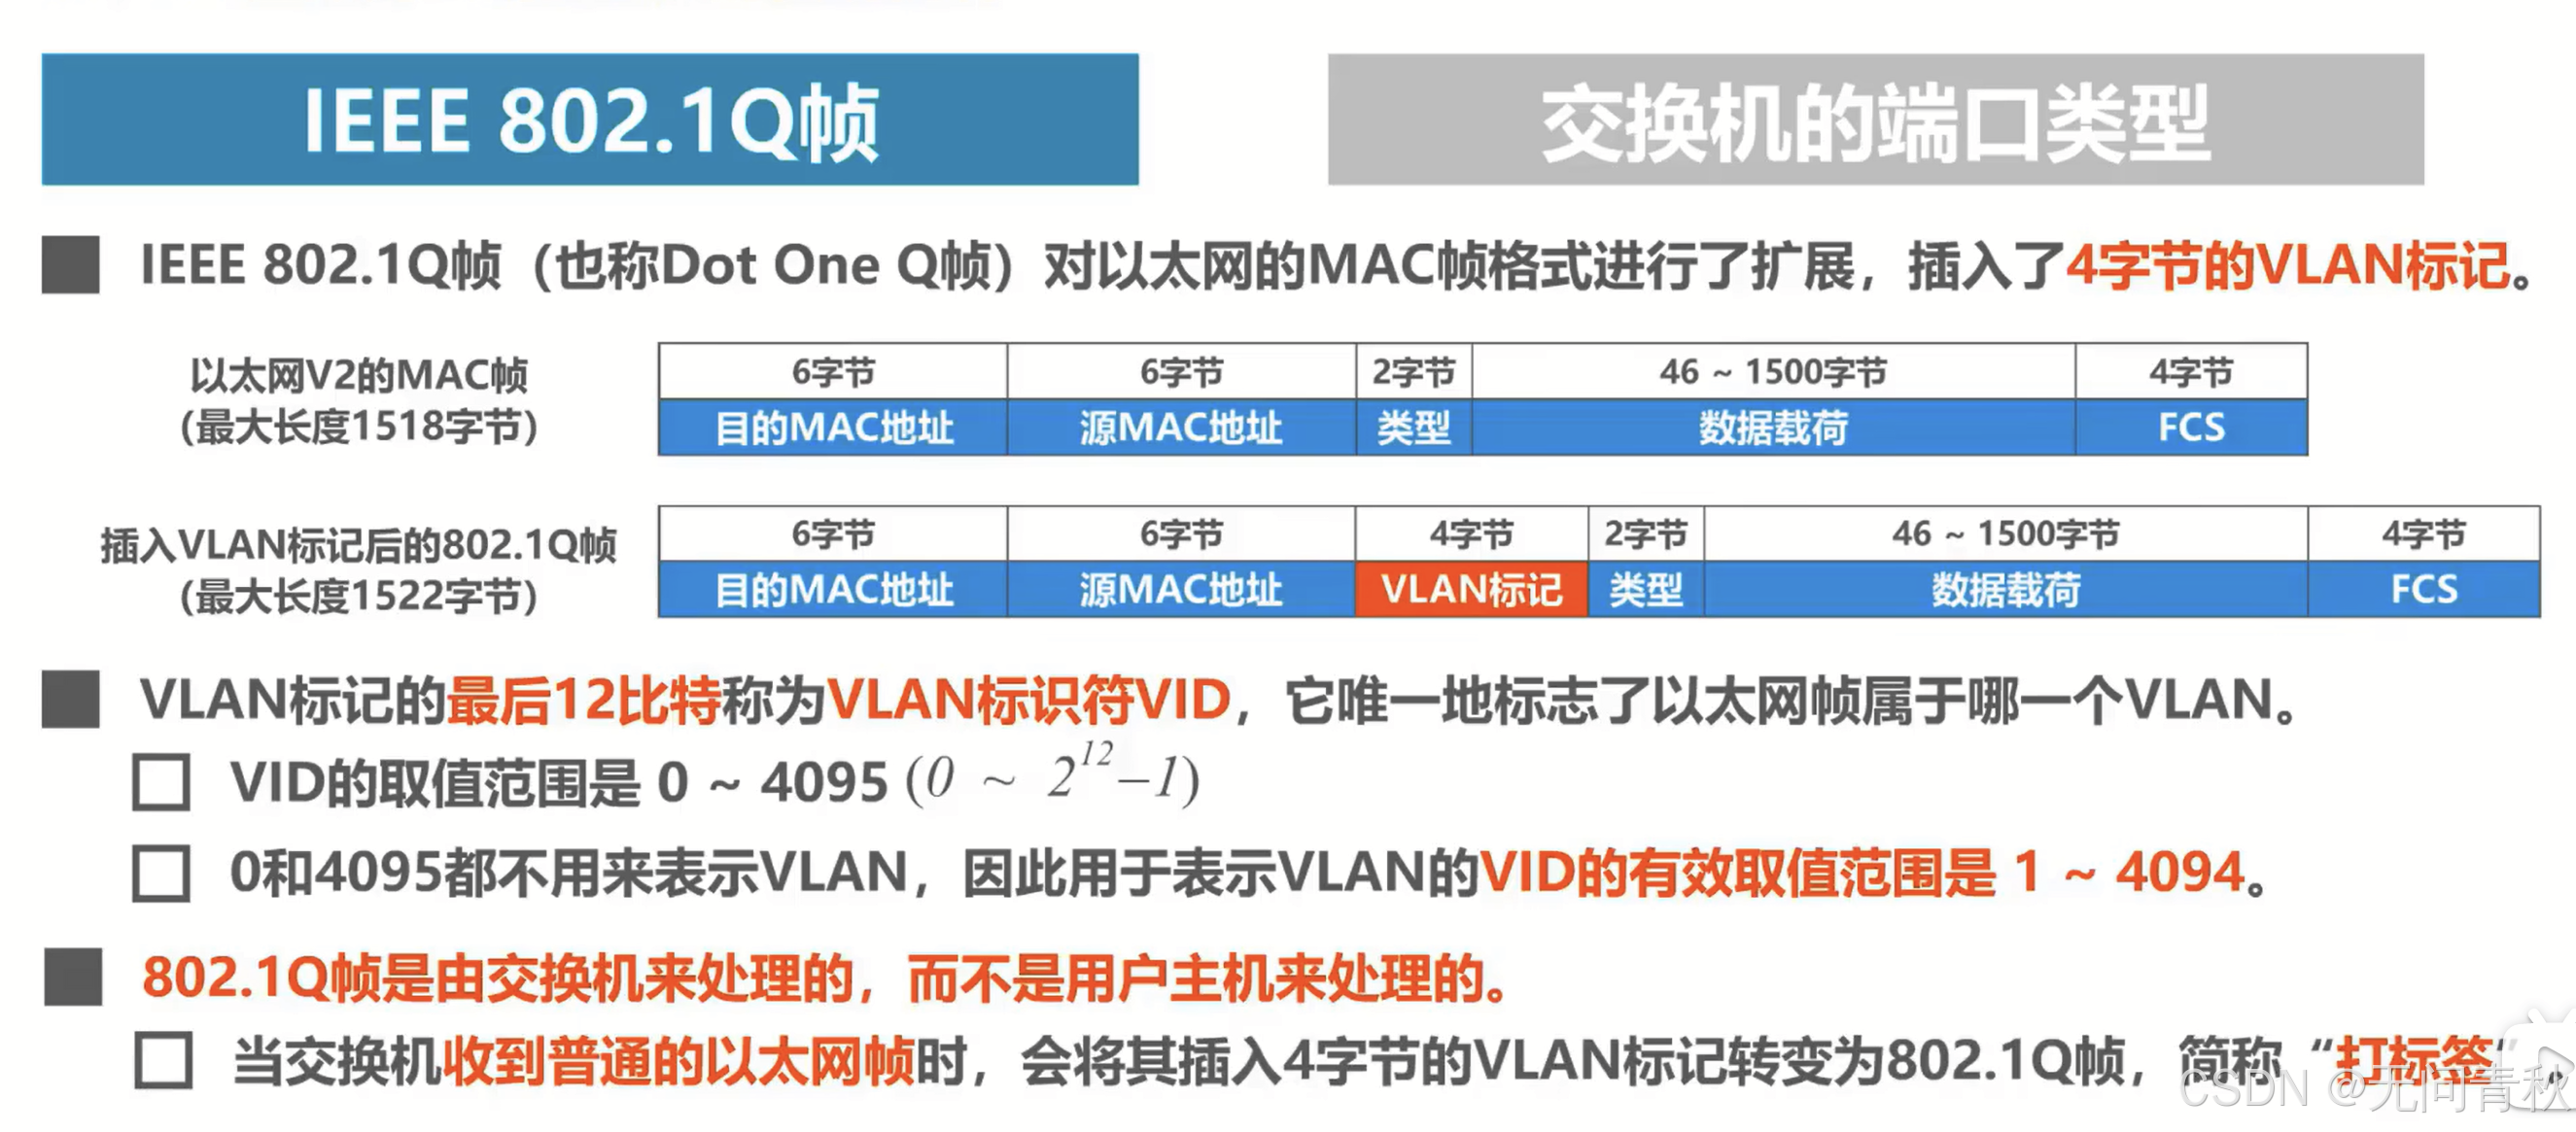 IEEE 802.1Q帧
交换机的端口类型
IEEE 802.1Q帧（也称Dot One Q帧）对以太网的MAC帧格式进行了扩展，插入了4字节的VLAN标记。
以太网V2的MAC帧
（最大长度1518字节）
6字节 6字节 2字节 46 ~ 1500字节 4字节
目的MAC地址 源MAC地址 类型 数据载荷 FCS
插入VLAN标记后的802.1Q帧
（最大长度1522字节）
6字节 6字节 4字节 2字节 46 ~ 1500字节 4字节
目的MAC地址 源MAC地址 VLAN标记 类型 数据载荷 FCS
VLAN标记的最后12比特称为VLAN标识符VID，它唯一地标志了以太网帧属于哪一个VLAN。
VID的取值范围是 0 ~ 4095 (0 ~ 2^12–1)
0和4095都不用来表示VLAN，因此用于表示VLAN的VID的有效取值范围是 1 ~ 4094。
802.1Q帧是由交换机来处理的，而不是用户主机来处理的。
当交换机收到普通的以太网帧时，会将其插入4字节的VLAN标记转变为802.1Q帧，简称“打标签”。
CSDN @无问青秋